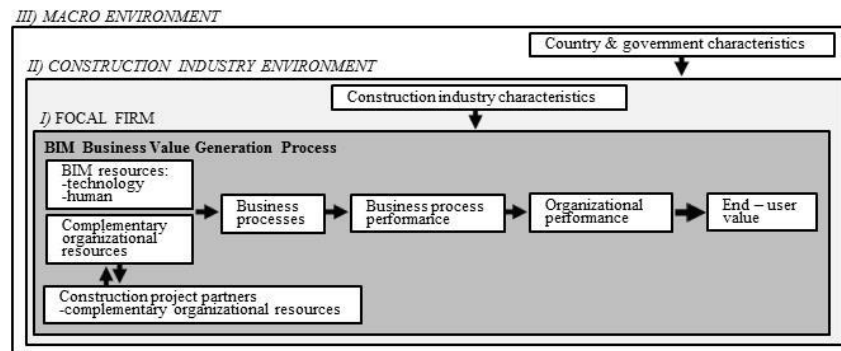 III) MACRO ENVIRONMENT
Country & government characteristics
II) CONSTRUCTION INDUSTRY ENVIRONMENT
Construction industry characteristics
I) FOCAL FIRM
BIM Business Value Generation Process
BIM resources:
-technology
-human
Complementary
organizational
resources
Business
processes
Business process
performance
Organizational
performance
End – user
value
Construction project partners
-complementary organizational resources